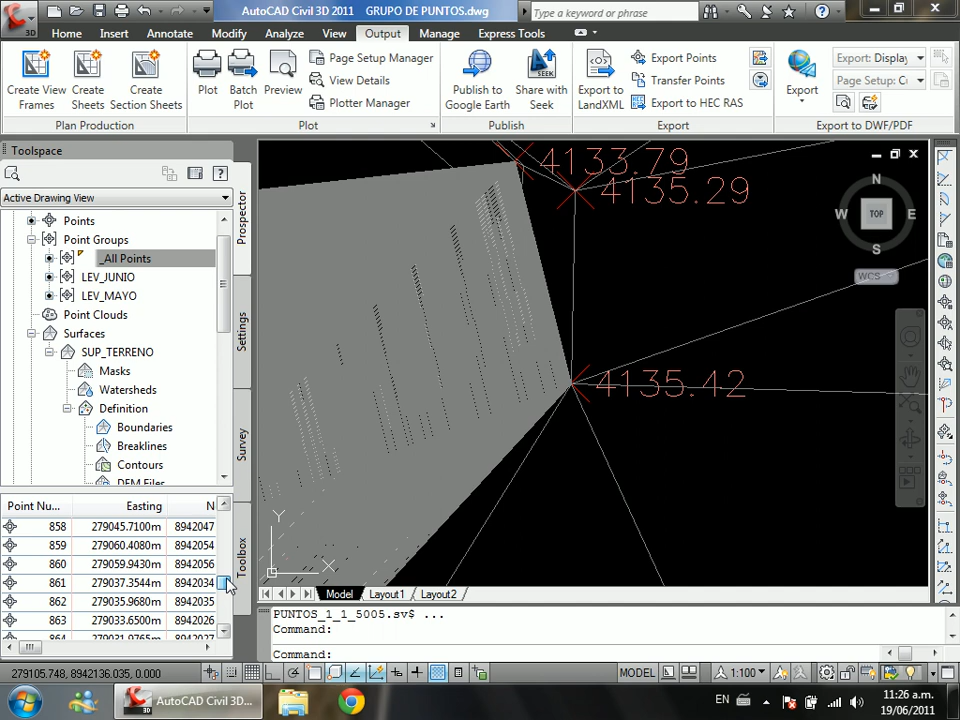 AutoCAD Civil 3D 2011 GRUPO DE PUNTOS.dwg
Type a keyword or phrase
3D
Home Insert Annotate Modify Analyze View Output Manage Express Tools
Create View Frames
Create Sheets
Create Section Sheets
Plan Production
Plot
Batch Plot
Preview
Page Setup Manager
View Details
Plotter Manager
Plot
Publish to Google Earth
SEEK
Share with Seek
Publish
Export to LandXML
Export Points
Transfer Points
Export to HEC RAS
Export
Export
Export: Display
Page Setup: C
Export to DWF/PDF
Toolspace
Active Drawing View
Points
Point Groups
_All Points
LEV_JUNIO
LEV_MAYO
Point Clouds
Surfaces
SUP_TERRENO
Masks
Watersheds
Definition
Boundaries
Breaklines
Contours
DEM Files
Prospector
Settings
Survey
Toolbox
Point Nu... Easting N
858 279045.7100m 8942047
859 279060.4080m 8942054
860 279059.9430m 8942056
861 279037.3544m 8942034
862 279035.9680m 8942035
863 279033.6500m 8942026
864 279031.9765m 8942027
4133.79
4135.29
4135.42
N
W TOP E
S
WCS
Y
X
Model Layout1 Layout2
PUNTOS_1_1_5005.sv$ ...
Command:
Command:
279105.748, 8942136.035, 0.000
MODEL
1:100
AutoCAD Civil 3D...
EN
11:26 a.m.
19/06/2011